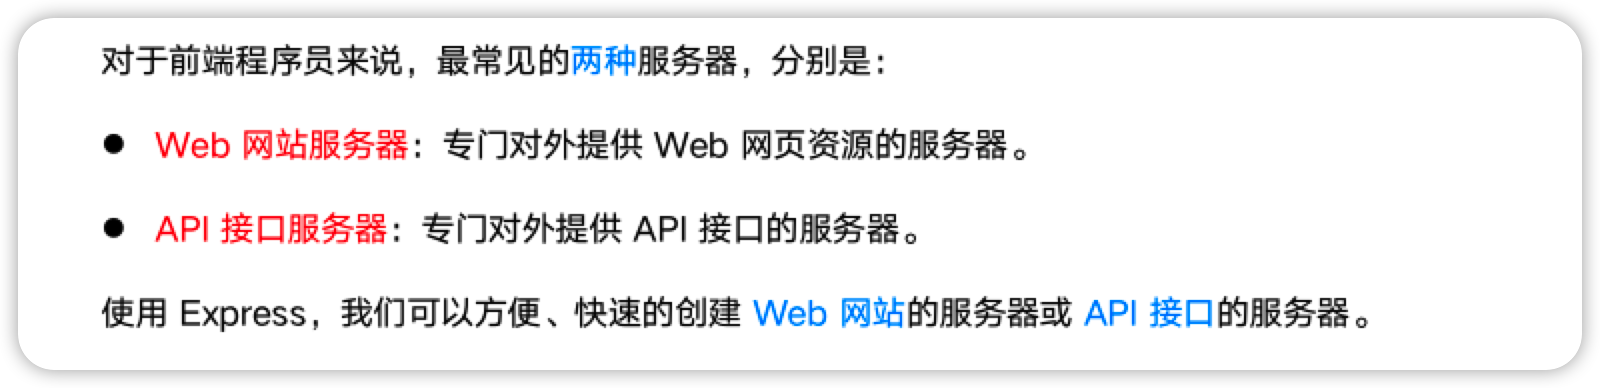 对于前端程序员来说，最常见的两种服务器，分别是：
● Web 网站服务器：专门对外提供 Web 网页资源的服务器。
● API 接口服务器：专门对外提供 API 接口的服务器。
使用 Express，我们可以方便、快速的创建 Web 网站的服务器或 API 接口的服务器。